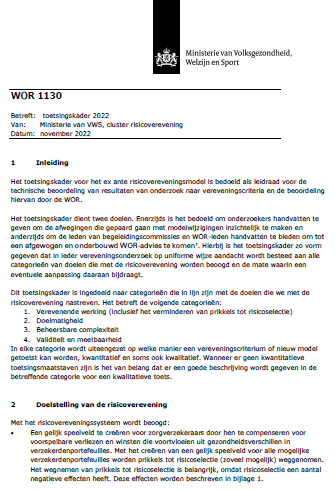 Ministerie van Volksgezondheid,
Welzijn en Sport
WOR 1130
Betreft: toetsingskader 2022
Van: Ministerie van VWS, cluster risicoverevening
Datum: november 2022
1 Inleiding
Het toetsingskader voor het ex ante risicovereveningsmodel is bedoeld als leidraad voor de
technische beoordeling van resultaten van onderzoek naar vereveningscriteria en de beoordeling
hiervan door de WOR.
Het toetsingskader dient twee doelen. Enerzijds is het bedoeld om onderzoekers handvatten te
geven om de afwegingen die gepaard gaan met modelwijzigingen inzichtelijk te maken en
anderzijds om de leden van begeleidingscommissies en WOR-leden handvatten te bieden om tot
een afgewogen en onderbouwd WOR-advies te komen¹. Hierbij is het toetsingskader zo vorm
gegeven dat in ieder vereveningsonderzoek op uniforme wijze aandacht wordt besteed aan alle
categorieën van doelen die met de risicoverevening worden beoogd en de mate waarin een
eventuele aanpassing daaraan bijdraagt.
Dit toetsingskader is ingedeeld naar categorieën die in lijn zijn met de doelen die we met de
risicoverevening nastreven. Het betreft de volgende categorieën:
1. Verevenende werking (inclusief het verminderen van prikkels tot risicoselectie)
2. Doelmatigheid
3. Beheersbare complexiteit
4. Validiteit en meetbaarheid
In elke categorie wordt uiteengezet op welke manier een vereveningscriterium of nieuw model
getoetst kan worden, kwantitatief en soms ook kwalitatief. Wanneer er geen kwantitatieve
toetsingsmaatstaven zijn is het van belang dat er een goede beschrijving wordt gegeven in de
betreffende categorie voor een kwalitatieve toets.
2 Doelstelling van de risicoverevening
Met het risicovereveningssysteem wordt beoogd:
• Een gelijk speelveld te creëren voor zorgverzekeraars door hen te compenseren voor
voorspelbare verliezen en winsten die voortvloeien uit gezondheidsverschillen in
verzekerdenportefeuilles. Met het creëren van een gelijk speelveld voor alle mogelijke
verzekerdenportefeuilles worden prikkels tot risicoselectie (zoveel mogelijk) weggenomen.
Het wegnemen van prikkels tot risicoselectie is belangrijk, omdat risicoselectie een aantal
negatieve effecten heeft. Deze effecten worden beschreven in bijlage 1.